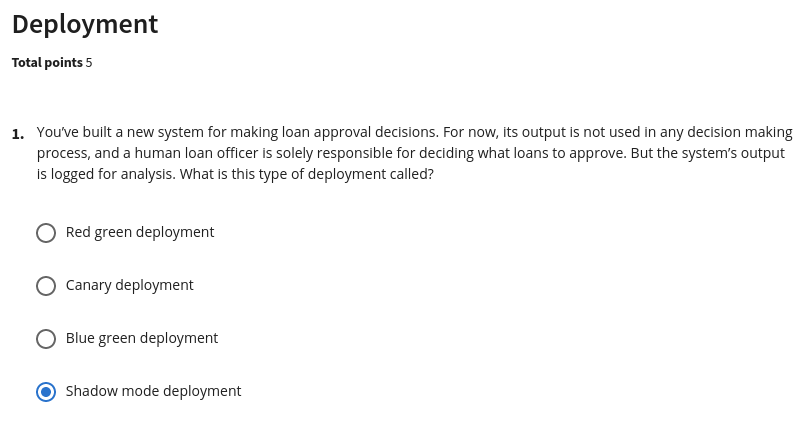 Deployment
Total points 5
1. You’ve built a new system for making loan approval decisions. For now, its output is not used in any decision making
process, and a human loan officer is solely responsible for deciding what loans to approve. But the system’s output
is logged for analysis. What is this type of deployment called?
Red green deployment
Canary deployment
Blue green deployment
Shadow mode deployment